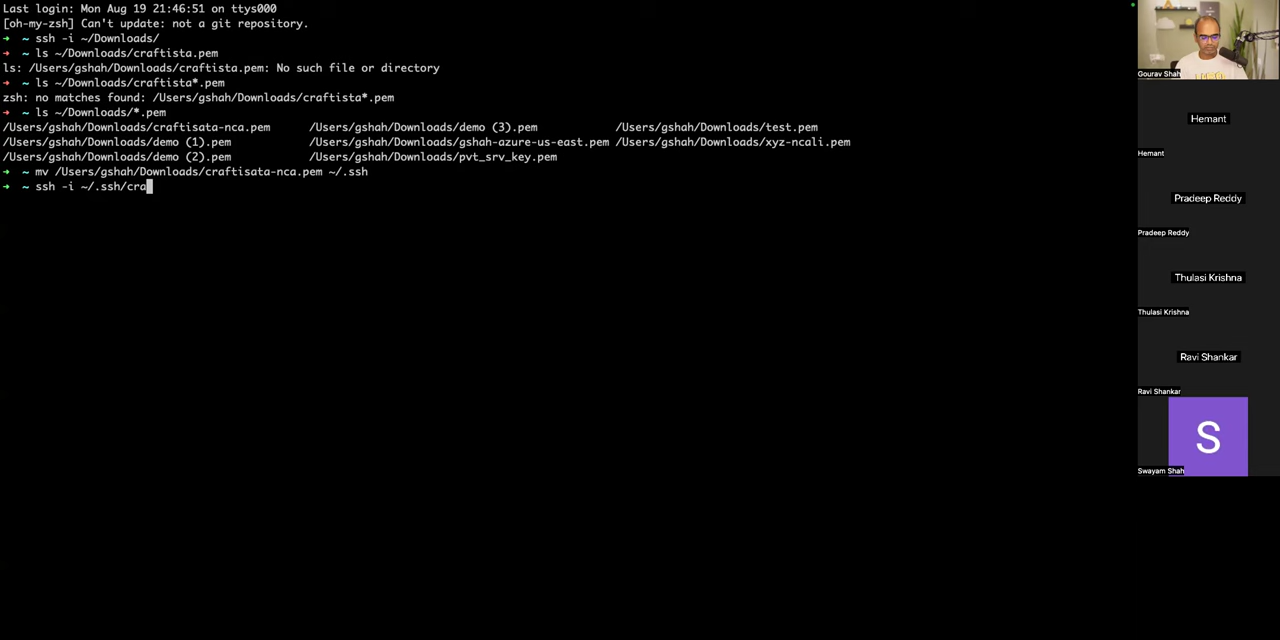 Last login: Mon Aug 19 21:46:51 on ttys000
[oh-my-zsh] Can't update: not a git repository.
➜ ~ ssh -i ~/Downloads/
➜ ~ ls ~/Downloads/craftista.pem
ls: /Users/gshah/Downloads/craftista.pem: No such file or directory
➜ ~ ls ~/Downloads/craftista*.pem
zsh: no matches found: /Users/gshah/Downloads/craftista*.pem
➜ ~ ls ~/Downloads/*.pem
/Users/gshah/Downloads/craftisata-nca.pem /Users/gshah/Downloads/demo (3).pem /Users/gshah/Downloads/test.pem
/Users/gshah/Downloads/demo (1).pem /Users/gshah/Downloads/gshah-azure-us-east.pem /Users/gshah/Downloads/xyz-ncali.pem
/Users/gshah/Downloads/demo (2).pem /Users/gshah/Downloads/pvt_srv_key.pem
➜ ~ mv /Users/gshah/Downloads/craftisata-nca.pem ~/.ssh
➜ ~ ssh -i ~/.ssh/cra
Gourav Shah
Hemant
Hemant
Pradeep Reddy
Pradeep Reddy
Thulasi Krishna
Thulasi Krishna
Ravi Shankar
Ravi Shankar
S
Swayam Shah